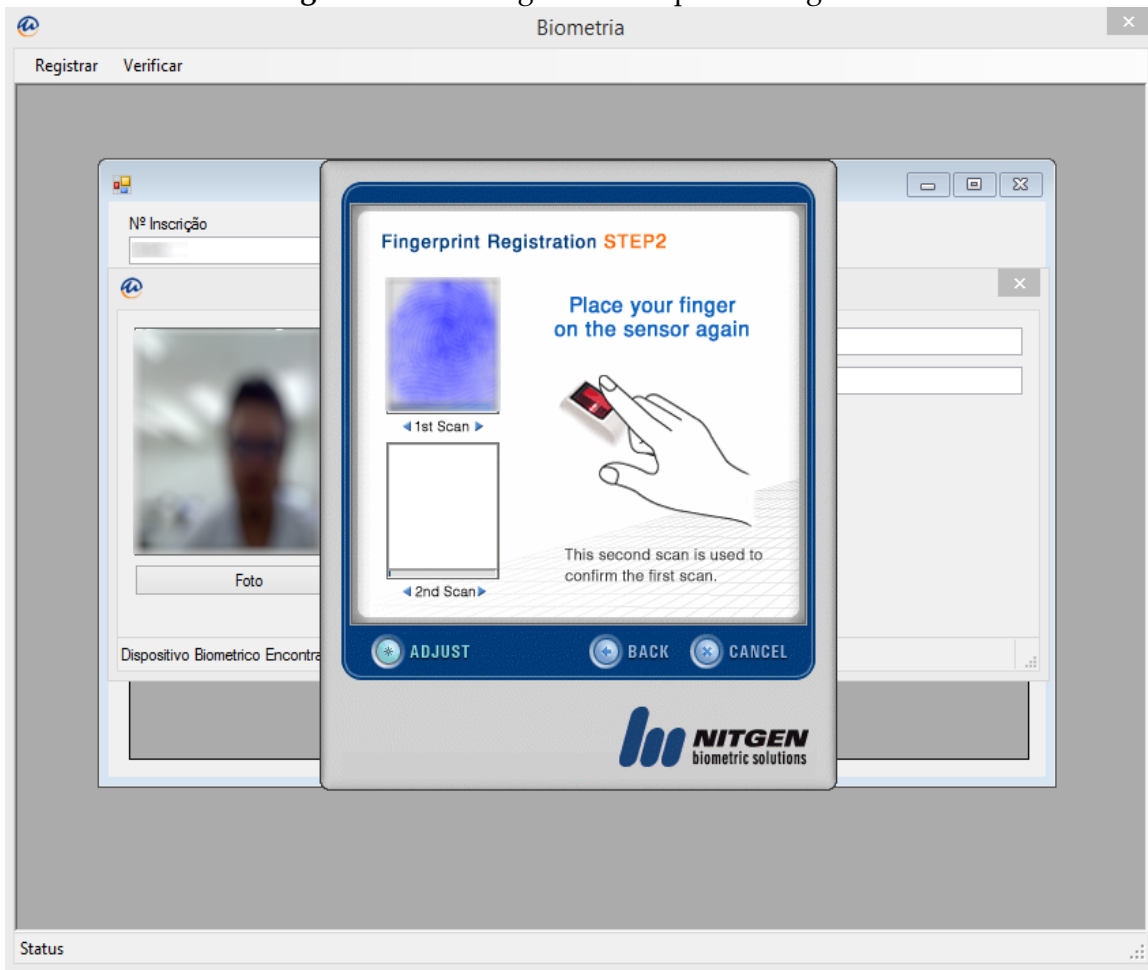 Biometria
Registrar Verificar
Nº Inscrição
Fingerprint Registration STEP2
Place your finger
on the sensor again
1st Scan
This second scan is used to
confirm the first scan.
2nd Scan
Foto
Dispositivo Biometrico Encontra
ADJUST BACK CANCEL
NITGEN
biometric solutions
Status